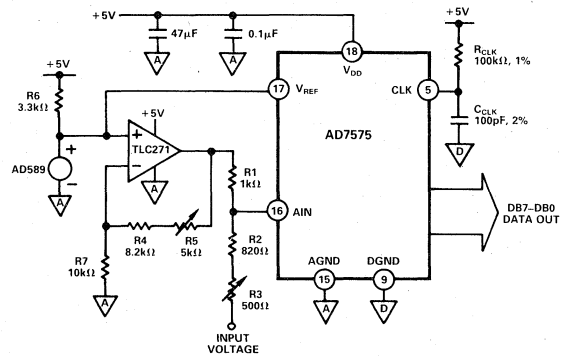 +5V
47µF
0.1µF
A
A
+5V
R6
3.3kΩ
+
AD589
−
A
+5V
+
TLC271
−
A
R4
8.2kΩ
R5
5kΩ
R7
10kΩ
A
R1
1kΩ
R2
820Ω
R3
500Ω
INPUT
VOLTAGE
18
VDD
17
VREF
AD7575
16
AIN
AGND
15
A
DGND
9
D
CLK
5
+5V
RCLK
100kΩ, 1%
CCLK
100pF, 2%
D
DB7–DB0
DATA OUT